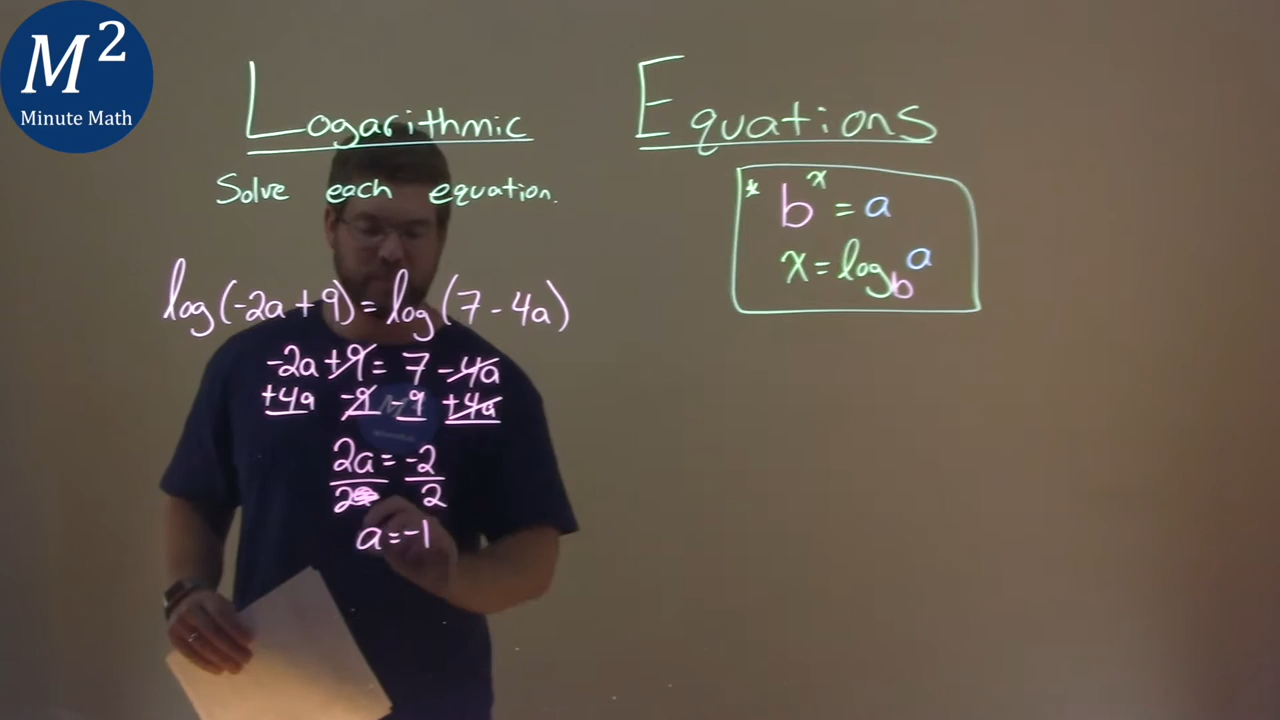 M²
Minute Math
Logarithmic Equations
Solve each equation.
* bˣ = a
x = log_b a
log(-2a + 9) = log(7 - 4a)
-2a + 9 = 7 - 4a
+4a -9 -9 +4a
2a = -2
2 2
a = -1